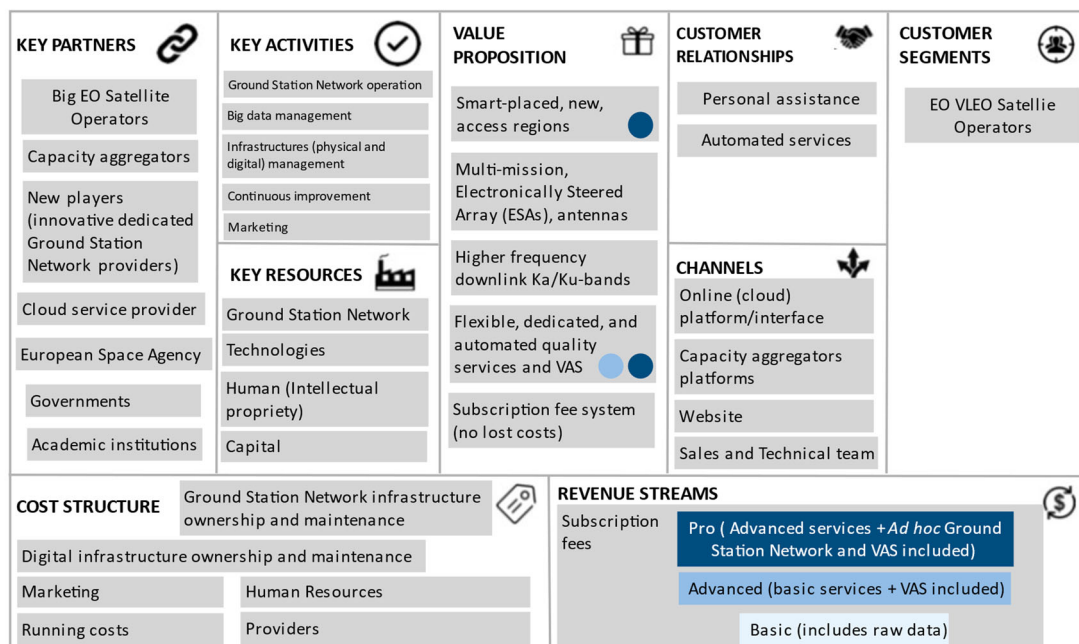 KEY PARTNERS
Big EO Satellite
Operators
Capacity aggregators
New players
(innovative dedicated
Ground Station
Network providers)
Cloud service provider
European Space Agency
Governments
Academic institutions
KEY ACTIVITIES
Ground Station Network operation
Big data management
Infrastructures (physical and
digital) management
Continuous improvement
Marketing
KEY RESOURCES
Ground Station Network
Technologies
Human (Intellectual
propriety)
Capital
VALUE
PROPOSITION
Smart-placed, new,
access regions
Multi-mission,
Electronically Steered
Array (ESAs), antennas
Higher frequency
downlink Ka/Ku-bands
Flexible, dedicated, and
automated quality
services and VAS
Subscription fee system
(no lost costs)
CUSTOMER
RELATIONSHIPS
Personal assistance
Automated services
CHANNELS
Online (cloud)
platform/interface
Capacity aggregators
platforms
Website
Sales and Technical team
CUSTOMER
SEGMENTS
EO VLEO Satellie
Operators
COST STRUCTURE
Ground Station Network infrastructure
ownership and maintenance
Digital infrastructure ownership and maintenance
Marketing
Human Resources
Running costs
Providers
REVENUE STREAMS
Subscription
fees
Pro ( Advanced services + Ad hoc Ground
Station Network and VAS included)
Advanced (basic services + VAS included)
Basic (includes raw data)